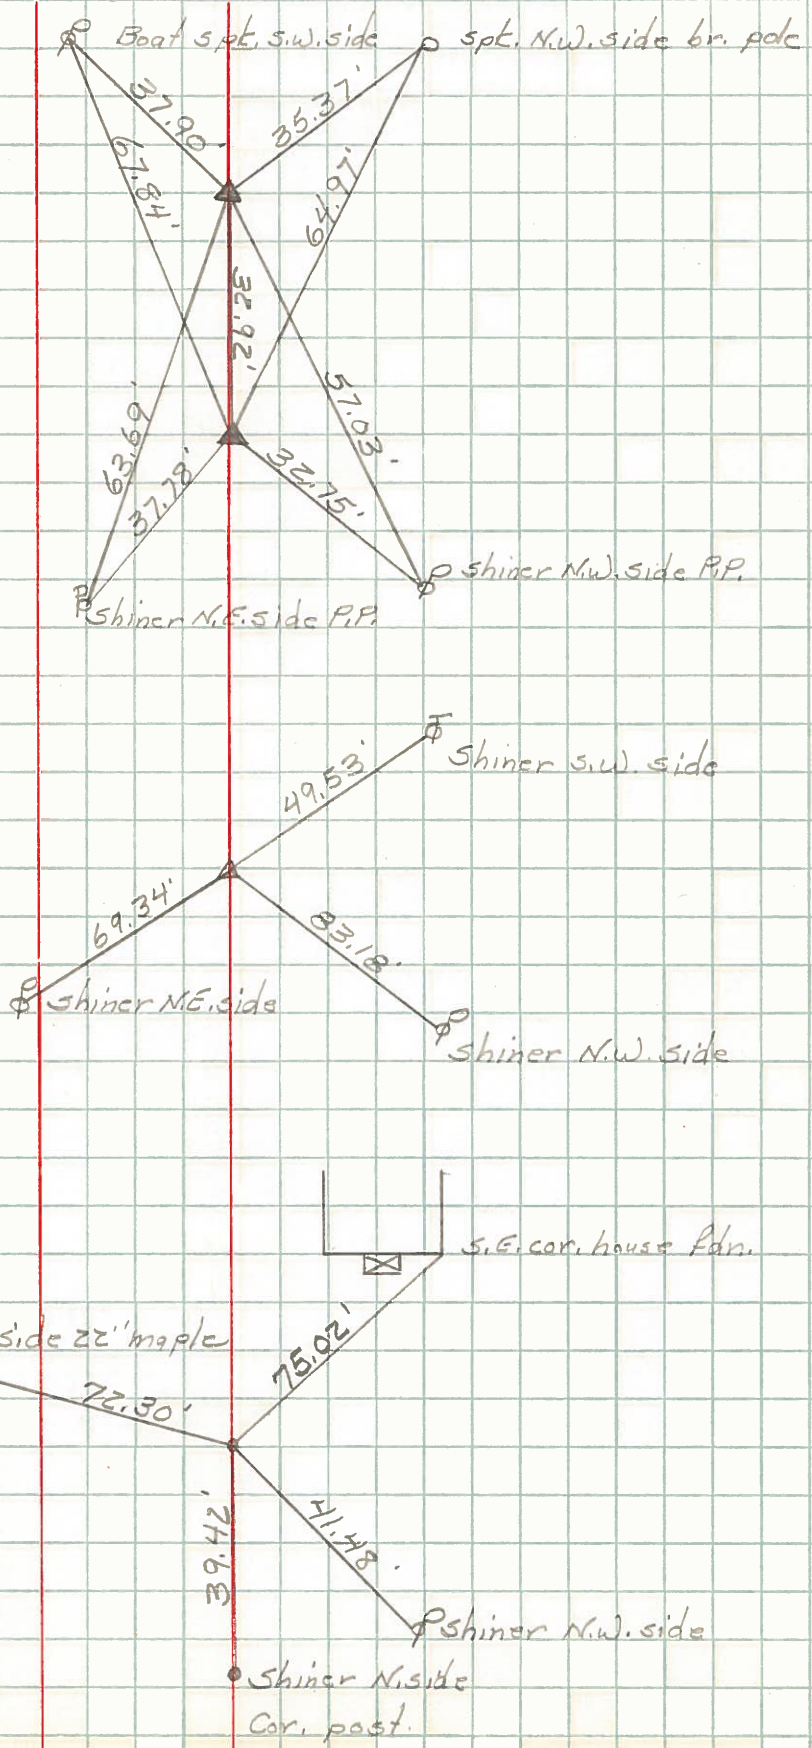 Boat spt. s.w. side
spt. N.W. side br. pole
37.90'
35.37'
67.84'
64.97'
32.92'
57.03'
63.69'
37.78'
32.75'
shiner N.W. side P.P.
Shiner N.E. side P.P.
49.53'
Shiner s.w. side
69.34'
83.18'
shiner N.E. side
Shiner N.W. side
S.E. cor. house fdn.
side 22" maple
75.02'
72.30'
39.42'
41.48'
Shiner N.W. side
Shiner N. side
Cor. post.